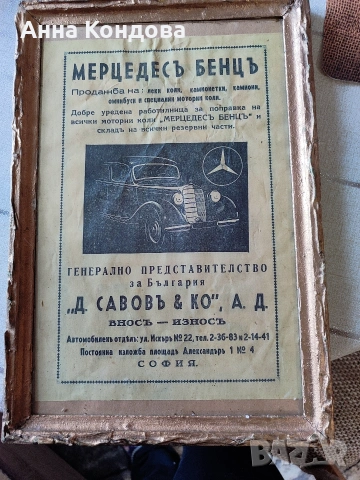 Анна Кондова
МЕРЦЕДЕСЪ БЕНЦЪ
Продажба на: леки коли, камионетки, камиони,
омнибуси и специални моторни коли.
Добре уредена работилница за поправка на
всички моторни коли „МЕРЦЕДЕСЪ БЕНЦЪ" и
складъ на всички резервни части.
ГЕНЕРАЛНО ПРЕДСТАВИТЕЛСТВО
за България
„Д. САВОВЪ & КО", А. Д.
ВНОСЪ — ИЗНОСЪ
Автомобиленъ отдѣлъ: ул. Искъръ № 22, тел. 2-36-83 и 2-14-41
Постоянна изложба площадь Александъръ 1 № 4
СОФИЯ.
BAZAR